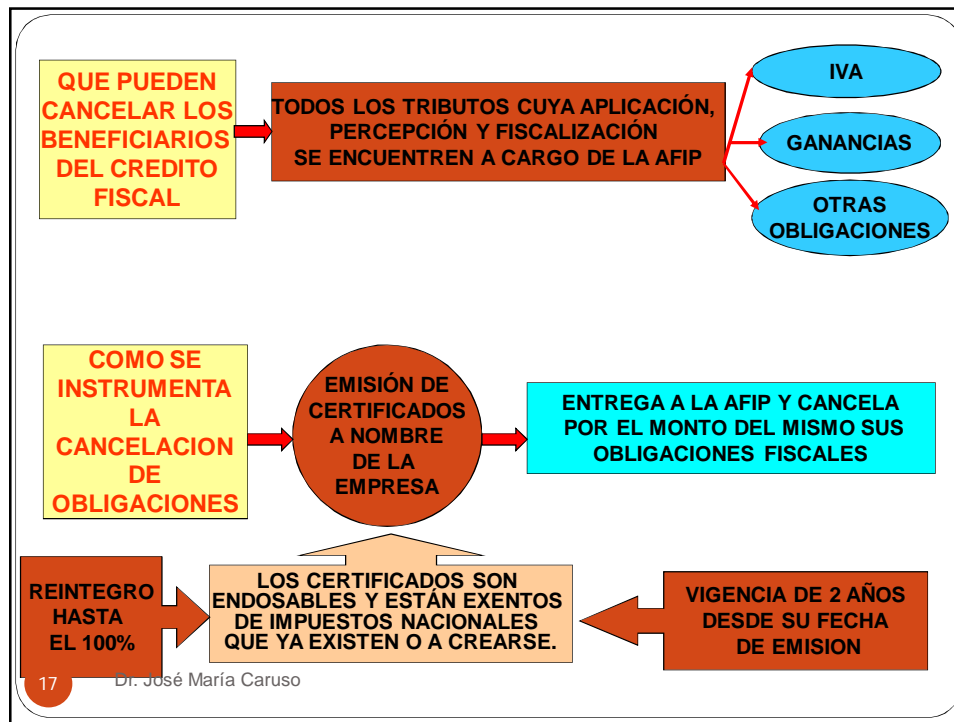 QUE PUEDEN
CANCELAR LOS
BENEFICIARIOS
DEL CREDITO
FISCAL
TODOS LOS TRIBUTOS CUYA APLICACIÓN,
PERCEPCIÓN Y FISCALIZACIÓN
SE ENCUENTREN A CARGO DE LA AFIP
IVA
GANANCIAS
OTRAS
OBLIGACIONES
COMO SE
INSTRUMENTA
LA
CANCELACION
DE
OBLIGACIONES
EMISIÓN DE
CERTIFICADOS
A NOMBRE
DE LA
EMPRESA
ENTREGA A LA AFIP Y CANCELA
POR EL MONTO DEL MISMO SUS
OBLIGACIONES FISCALES
REINTEGRO
HASTA
EL 100%
LOS CERTIFICADOS SON
ENDOSABLES Y ESTÁN EXENTOS
DE IMPUESTOS NACIONALES
QUE YA EXISTEN O A CREARSE.
VIGENCIA DE 2 AÑOS
DESDE SU FECHA
DE EMISION
17
Dr. José María Caruso